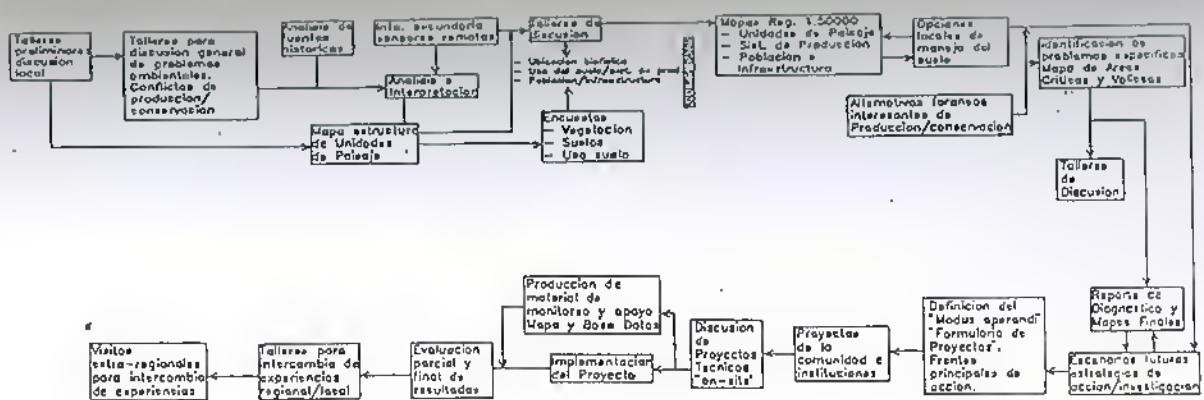 Talleres
preliminares
discusion
local
Talleres para
discusion general
de problemas
ambientales.
Conflictos de
produccion/
conservacion
Analisis de
fuentes
historicas
Info. secundaria
sensores remotos
Analisis e
Interpretacion
Mapa estructura
de Unidades
de Paisaje
Talleres de
Discusion
- Ubicacion biofisica
- Uso del suelo/sist. de prod
- Poblacion/Infraestructura
Encuestas
- Vegetacion
- Suelos
- Uso suelo
Mapas Reg. 1:50000
- Unidades de Paisaje
- Sist. de Produccion
- Poblacion e
Infraestructura
Opciones
locales de
manejo del
suelo
Alternativas foraneas
interesantes de
Produccion/conservacion
Identificacion de
problemas especificos
Mapa de Areas
Criticas y Valiosas
Talleres
de
Discusion
Reporte de
Diagnostico y
Mapas Finales
Escenarios futuros
estrategica de
accion/investigacion
Definicion del
"Modus operandi"
"Formulario de
Proyectos".
Frentes
principales de
accion.
Proyectos
de la
comunidad e
instituciones
Discusion
de
Proyectos
Tecnicos
"on-site"
Produccion de
material de
monitoreo y apoyo
Mapa y Base Datos
Implementacion
del Proyecto
Evaluacion
parcial y
final de
resultados
Talleres para
intercambio de
experiencias
regional/local
Visitas
extra-regionales
para intercambio
de experiencias